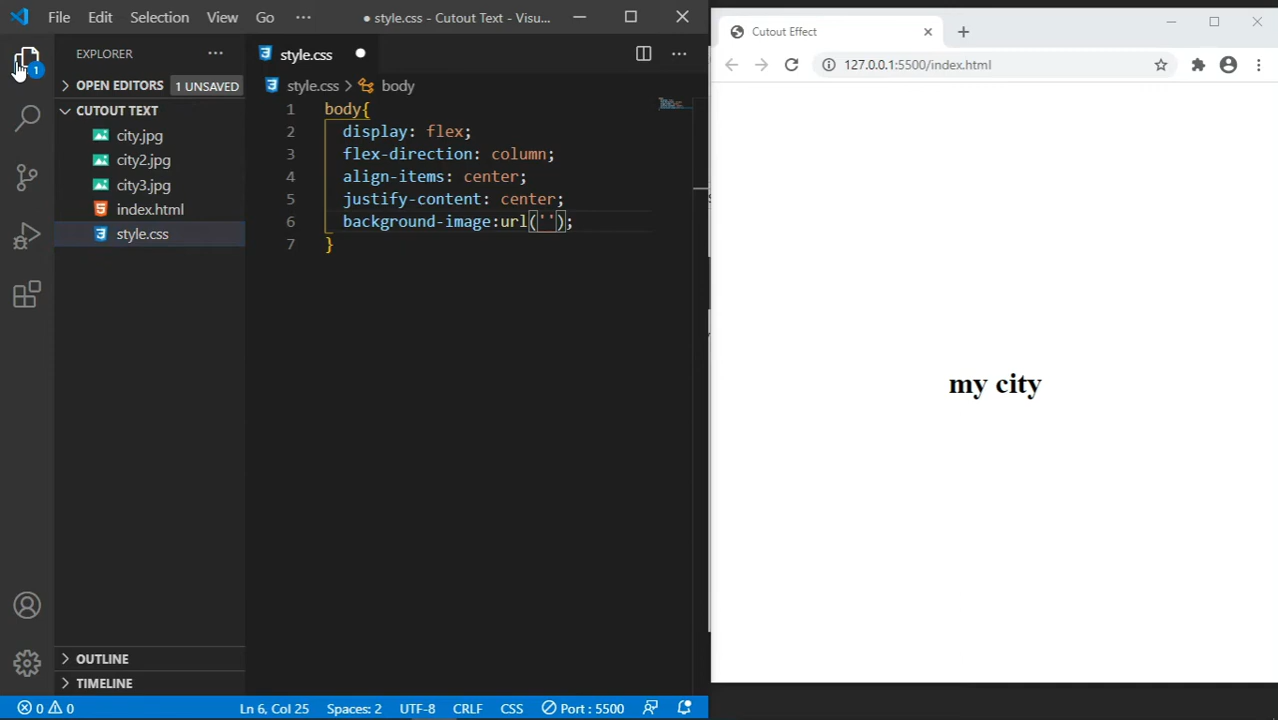 File Edit Selection View Go ··· ● style.css - Cutout Text - Visu...
EXPLORER ···
1
OPEN EDITORS 1 UNSAVED
CUTOUT TEXT
city.jpg
city2.jpg
city3.jpg
index.html
style.css
OUTLINE
TIMELINE
style.css ●
style.css > body
1 body{
2 display: flex;
3 flex-direction: column;
4 align-items: center;
5 justify-content: center;
6 background-image:url('');
7 }
0 0 Ln 6, Col 25 Spaces: 2 UTF-8 CRLF CSS Port : 5500
Cutout Effect
127.0.0.1:5500/index.html
my city